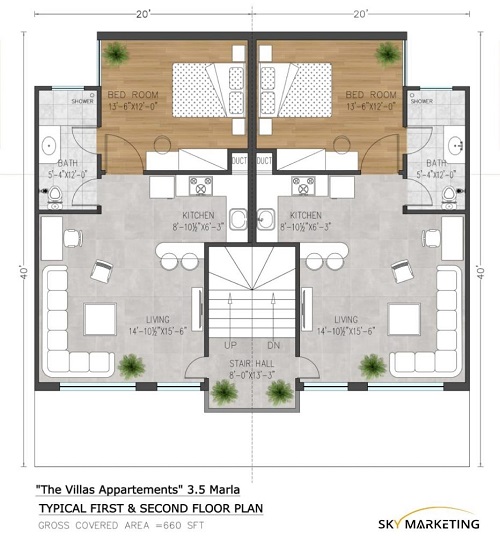 20'
20'
SHOWER
BED ROOM
13'-6"X12'-0"
BED ROOM
13'-6"X12'-0"
SHOWER
BATH
5'-4"X12'-0"
DUCT
DUCT
BATH
5'-4"X12'-0"
KITCHEN
8'-10½"X6'-3"
KITCHEN
8'-10½"X6'-3"
40'
40'
LIVING
14'-10½"X15'-6"
LIVING
14'-10½"X15'-6"
UP
DN
STAIR HALL
8'-0"X13'-3"
"The Villas Appartements" 3.5 Marla
TYPICAL FIRST & SECOND FLOOR PLAN
GROSS COVERED AREA =660 SFT
SKY MARKETING